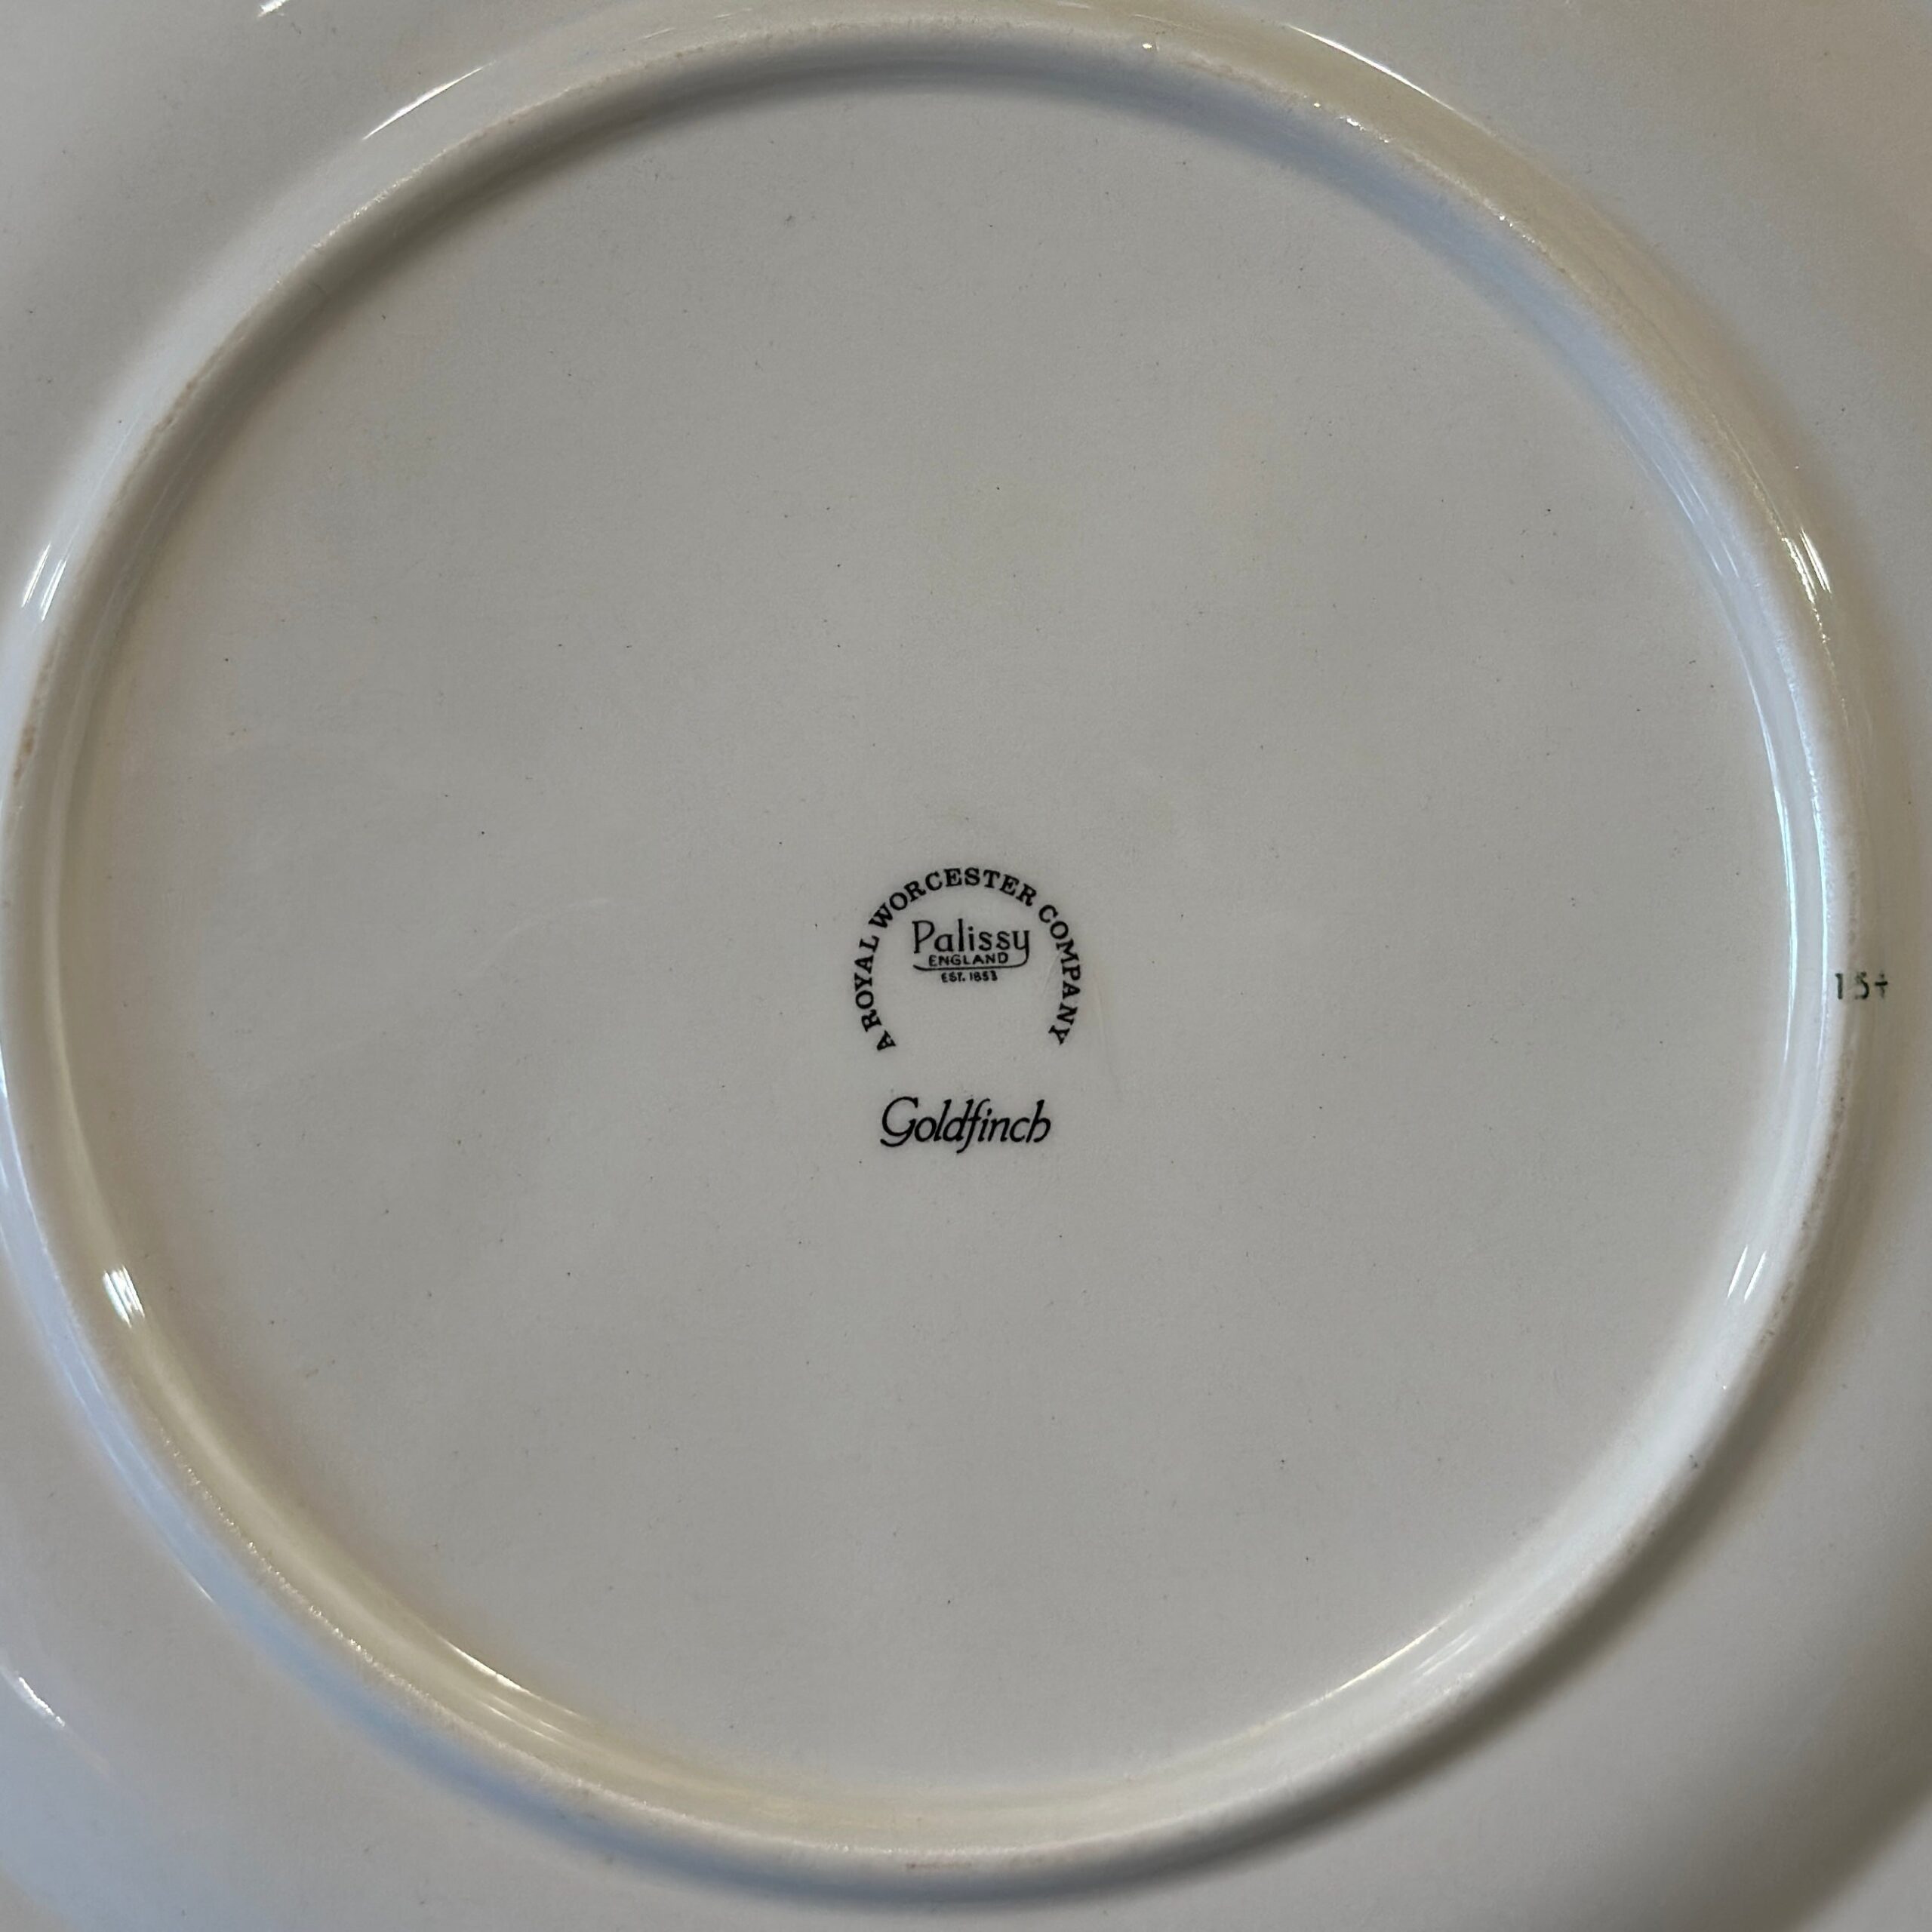 A ROYAL WORCESTER COMPANY
Palissy
ENGLAND
EST. 1853
Goldfinch